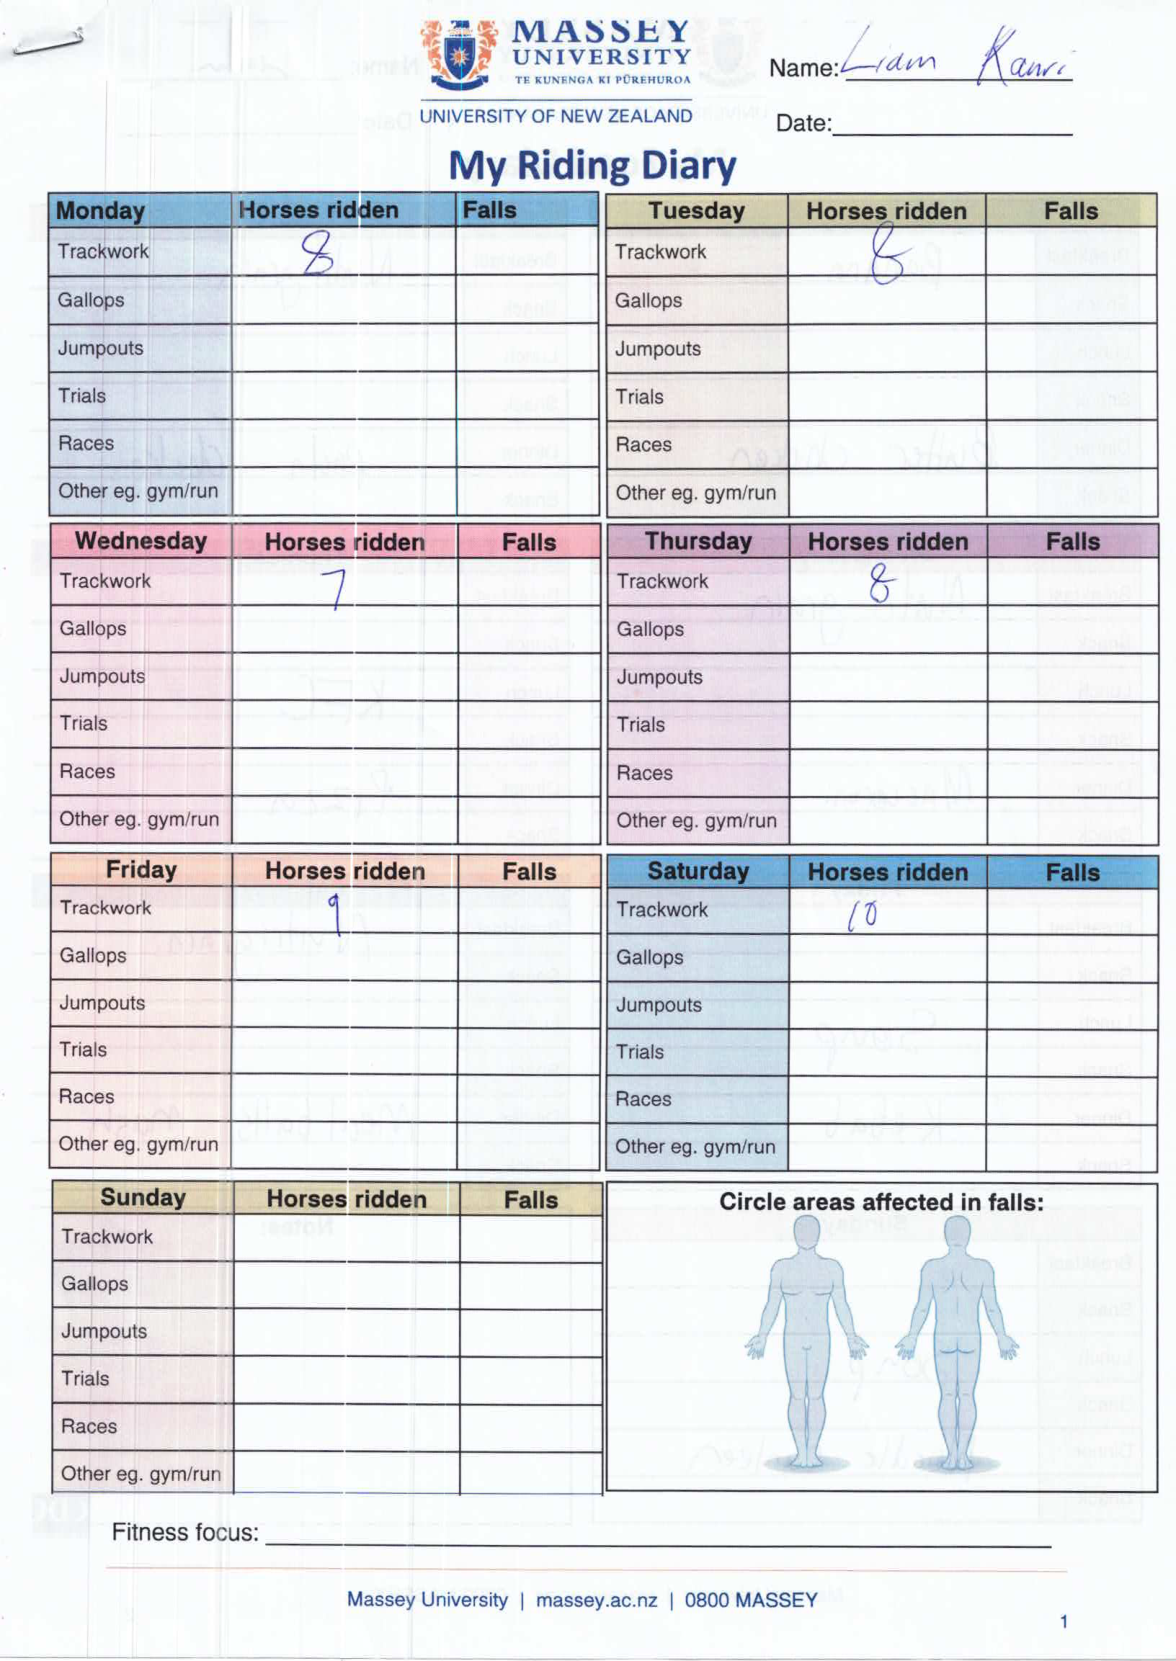 MASSEY
UNIVERSITY
TE KUNENGA KI PŪREHUROA
UNIVERSITY OF NEW ZEALAND
Name: Liam
Date:
My Riding Diary
Monday Horses ridden Falls
Trackwork 8
Gallops
Jumpouts
Trials
Races
Other eg. gym/run
Tuesday Horses ridden Falls
Trackwork 8
Gallops
Jumpouts
Trials
Races
Other eg. gym/run
Wednesday Horses ridden Falls
Trackwork 7
Gallops
Jumpouts
Trials
Races
Other eg. gym/run
Thursday Horses ridden Falls
Trackwork 8
Gallops
Jumpouts
Trials
Races
Other eg. gym/run
Friday Horses ridden Falls
Trackwork 9
Gallops
Jumpouts
Trials
Races
Other eg. gym/run
Saturday Horses ridden Falls
Trackwork 10
Gallops
Jumpouts
Trials
Races
Other eg. gym/run
Sunday Horses ridden Falls
Trackwork
Gallops
Jumpouts
Trials
Races
Other eg. gym/run
Circle areas affected in falls:
Fitness focus:
Massey University | massey.ac.nz | 0800 MASSEY
1